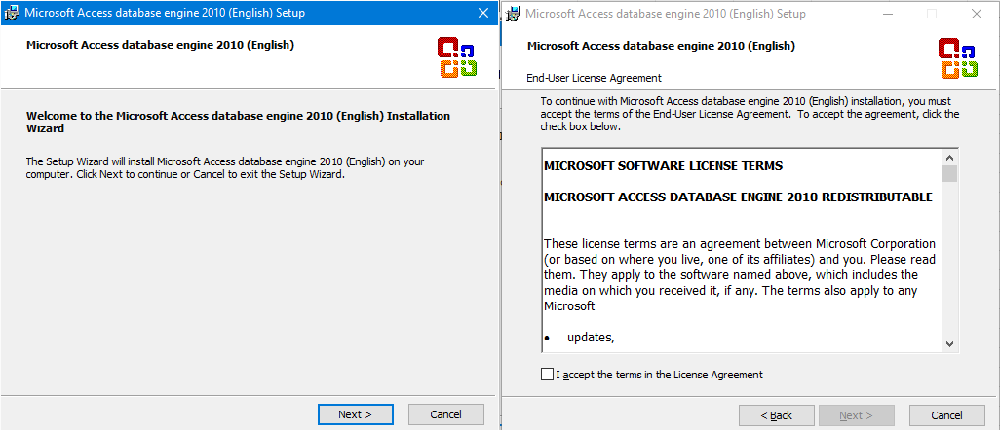 Microsoft Access database engine 2010 (English) Setup
Microsoft Access database engine 2010 (English)
Welcome to the Microsoft Access database engine 2010 (English) Installation
Wizard
The Setup Wizard will install Microsoft Access database engine 2010 (English) on your
computer. Click Next to continue or Cancel to exit the Setup Wizard.
Next >
Cancel
Microsoft Access database engine 2010 (English) Setup
Microsoft Access database engine 2010 (English)
End-User License Agreement
To continue with Microsoft Access database engine 2010 (English) installation, you must
accept the terms of the End-User License Agreement. To accept the agreement, click the
check box below.
MICROSOFT SOFTWARE LICENSE TERMS
MICROSOFT ACCESS DATABASE ENGINE 2010 REDISTRIBUTABLE
These license terms are an agreement between Microsoft Corporation
(or based on where you live, one of its affiliates) and you. Please read
them. They apply to the software named above, which includes the
media on which you received it, if any. The terms also apply to any
Microsoft
• updates,
I accept the terms in the License Agreement
< Back
Next >
Cancel